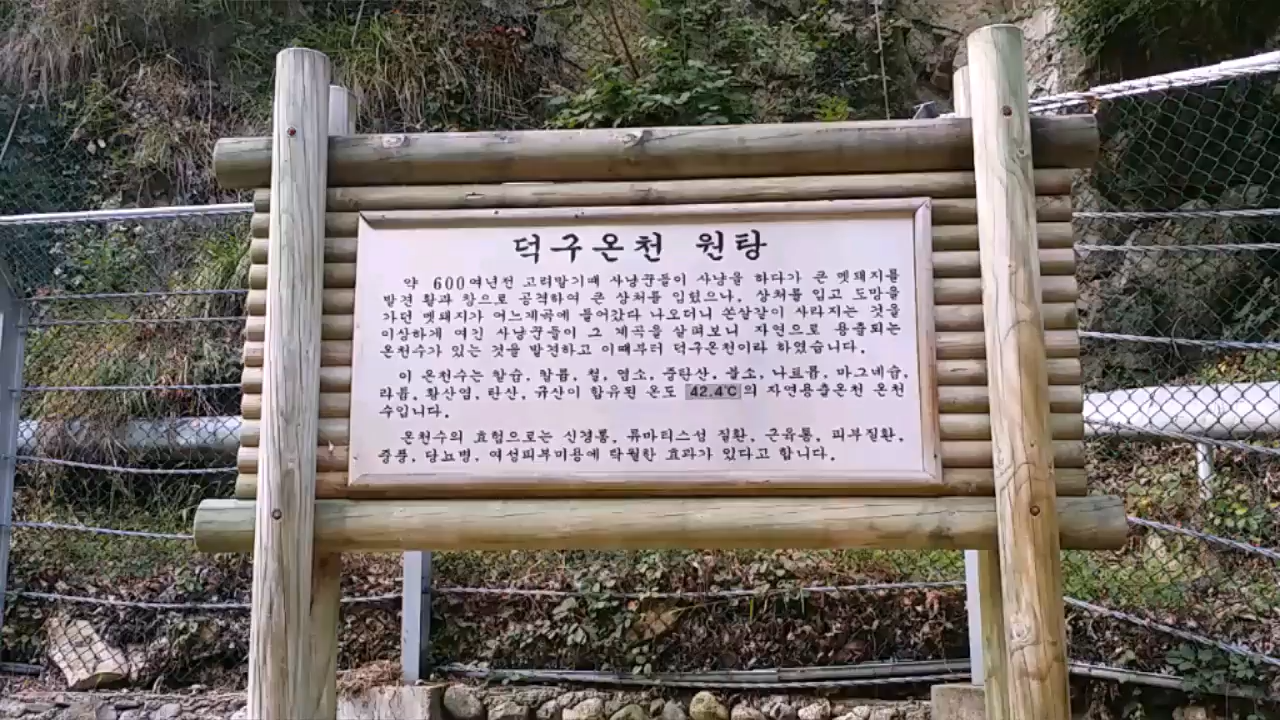 덕구온천 원탕
약 600여년전 고려말기때 사냥꾼들이 사냥을 하다가 큰 멧돼지를
발견 활과 창으로 공격하여 큰 상처를 입혔으나, 상처를 입고 도망을
가던 멧돼지가 어느계곡에 들어갔다 나오더니 쏜살같이 사라지는 것을
이상하게 여긴 사냥꾼들이 그 계곡을 살펴보니 자연으로 용출되는
온천수가 있는 것을 발견하고 이때부터 덕구온천이라 하였습니다.
이 온천수는 칼슘, 칼륨, 철, 염소, 중탄산, 불소, 나트륨, 마그네슘,
라듐, 황산염, 탄산, 규산이 함유된 온도 42.4℃의 자연용출온천 온천
수입니다.
온천수의 효험으로는 신경통, 류마티스성 질환, 근육통, 피부질환,
중풍, 당뇨병, 여성피부미용에 탁월한 효과가 있다고 합니다.